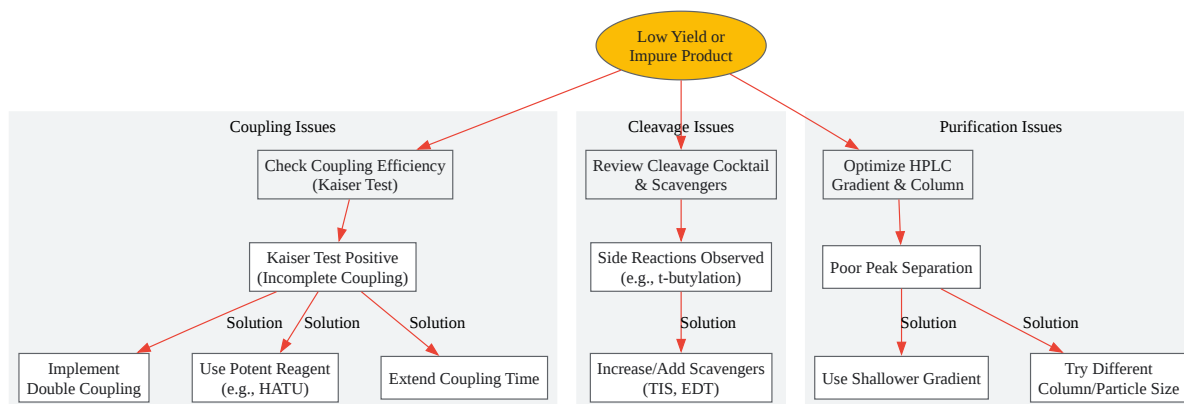 Low Yield or
Impure Product
Coupling Issues
Check Coupling Efficiency
(Kaiser Test)
Kaiser Test Positive
(Incomplete Coupling)
Solution
Solution
Solution
Implement
Double Coupling
Use Potent Reagent
(e.g., HATU)
Extend Coupling Time
Cleavage Issues
Review Cleavage Cocktail
& Scavengers
Side Reactions Observed
(e.g., t-butylation)
Solution
Increase/Add Scavengers
(TIS, EDT)
Purification Issues
Optimize HPLC
Gradient & Column
Poor Peak Separation
Solution
Solution
Use Shallower Gradient
Try Different
Column/Particle Size